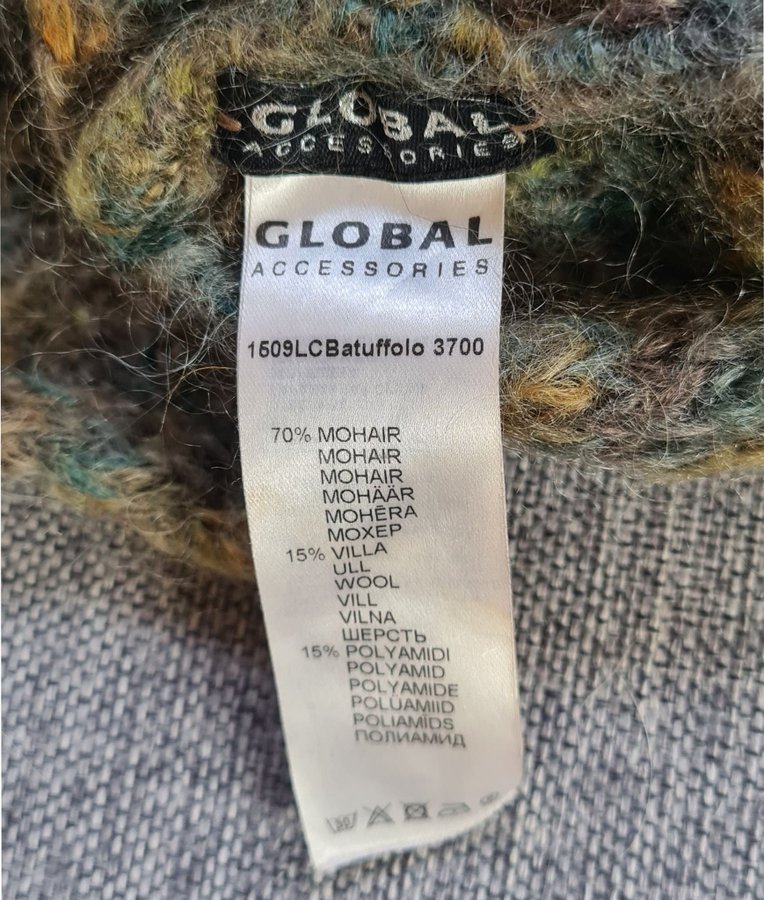 GLOBAL
ACCESSORIES
GLOBAL
ACCESSORIES
1509LCBatuffolo 3700
70% MOHAIR
MOHAIR
MOHAIR
MOHÄÄR
MOHĒRA
МОХЕР
15% VILLA
ULL
WOOL
VILL
VILNA
ШЕРСТЬ
15% POLYAMIDI
POLYAMID
POLYAMIDE
POLÜAMIID
POLIAMĪDS
ПОЛИАМИД